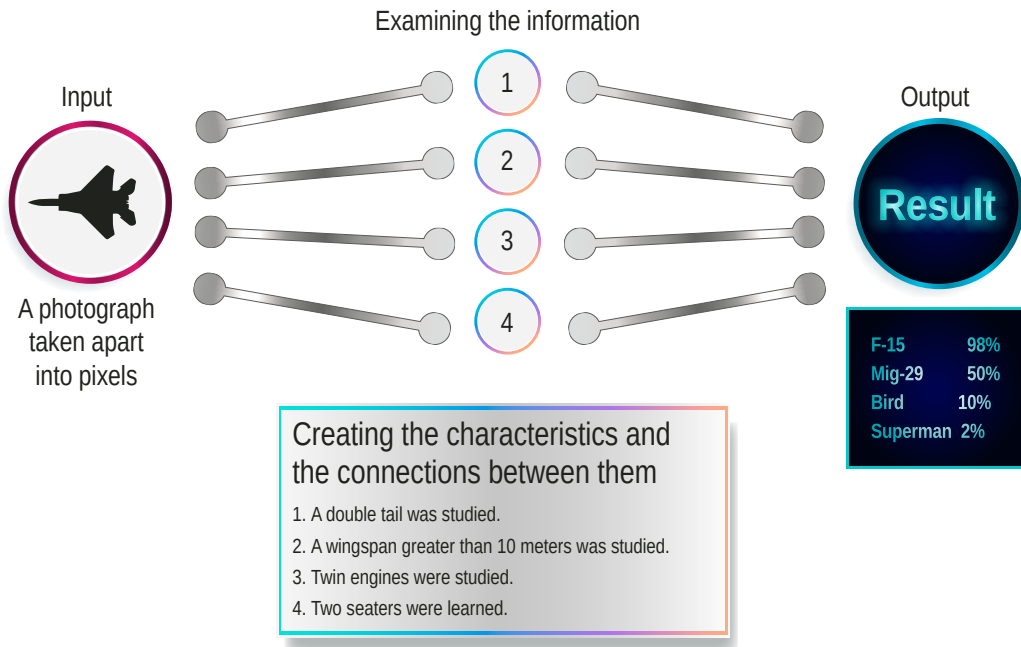 Examining the information
Input
A photograph
taken apart
into pixels
1
2
3
4
Output
Result
F-15 98%
Mig-29 50%
Bird 10%
Superman 2%
Creating the characteristics and
the connections between them
1. A double tail was studied.
2. A wingspan greater than 10 meters was studied.
3. Twin engines were studied.
4. Two seaters were learned.